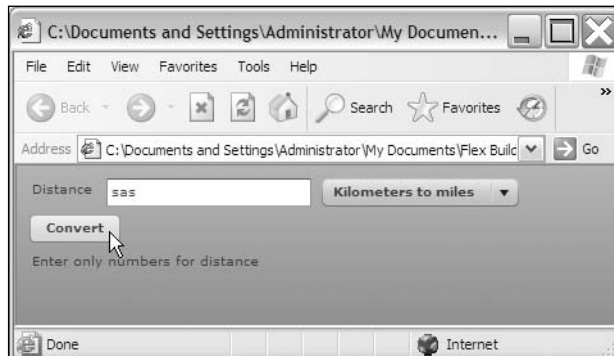 C:\Documents and Settings\Administrator\My Documen...
File Edit View Favorites Tools Help
Back Search Favorites »
Address C:\Documents and Settings\Administrator\My Documents\Flex Builc Go
Distance sas Kilometers to miles
Convert
Enter only numbers for distance
Done Internet